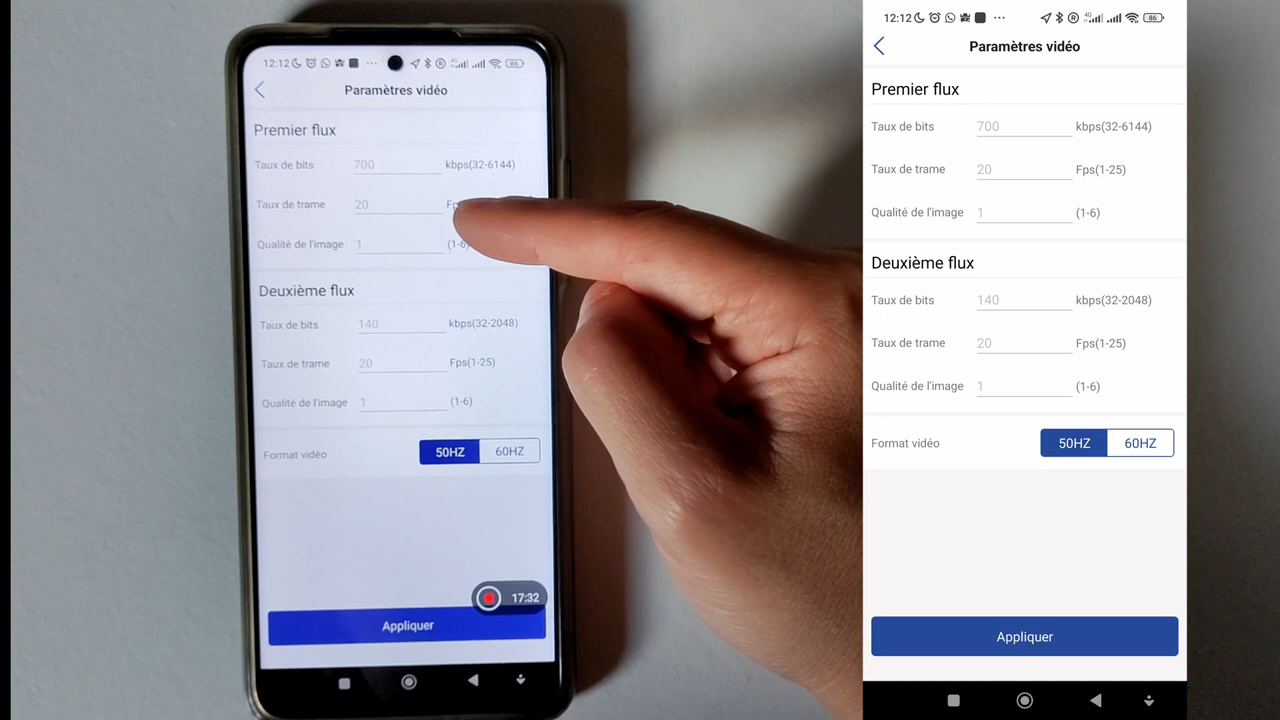 12:12
Paramètres vidéo
Premier flux
Taux de bits 700 kbps(32-6144)
Taux de trame 20
Qualité de l'image 1 (1-6)
Deuxième flux
Taux de bits 140 kbps(32-2048)
Taux de trame 20 Fps(1-25)
Qualité de l'image 1 (1-6)
Format vidéo 50HZ 60HZ
17:32
Appliquer
12:12 4G 86
Paramètres vidéo
Premier flux
Taux de bits 700 kbps(32-6144)
Taux de trame 20 Fps(1-25)
Qualité de l'image 1 (1-6)
Deuxième flux
Taux de bits 140 kbps(32-2048)
Taux de trame 20 Fps(1-25)
Qualité de l'image 1 (1-6)
Format vidéo 50HZ 60HZ
Appliquer